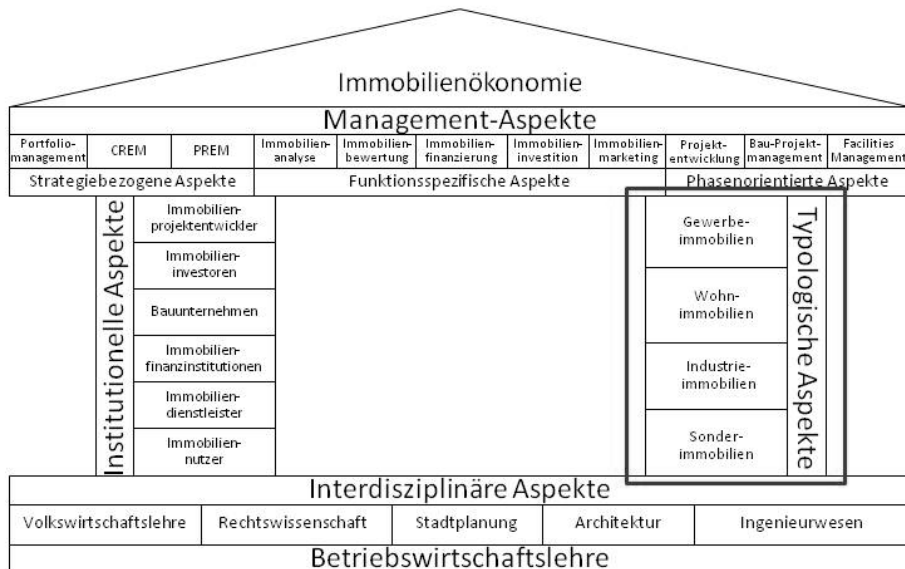 Immobilienökonomie
Management-Aspekte
Portfolio-
management
CREM
PREM
Immobilien-
analyse
Immobilien-
bewertung
Immobilien-
finanzierung
Immobilien-
investition
Immobilien-
marketing
Projekt-
entwicklung
Bau-Projekt-
management
Facilities
Management
Strategiebezogene Aspekte
Funktionsspezifische Aspekte
Phasenorientierte Aspekte
Institutionelle Aspekte
Immobilien-
projektentwickler
Immobilien-
investoren
Bauunternehmen
Immobilien-
finanzinstitutionen
Immobilien-
dienstleister
Immobilien-
nutzer
Gewerbe-
immobilien
Wohn-
immobilien
Industrie-
immobilien
Sonder-
immobilien
Typologische Aspekte
Interdisziplinäre Aspekte
Volkswirtschaftslehre
Rechtswissenschaft
Stadtplanung
Architektur
Ingenieurwesen
Betriebswirtschaftslehre